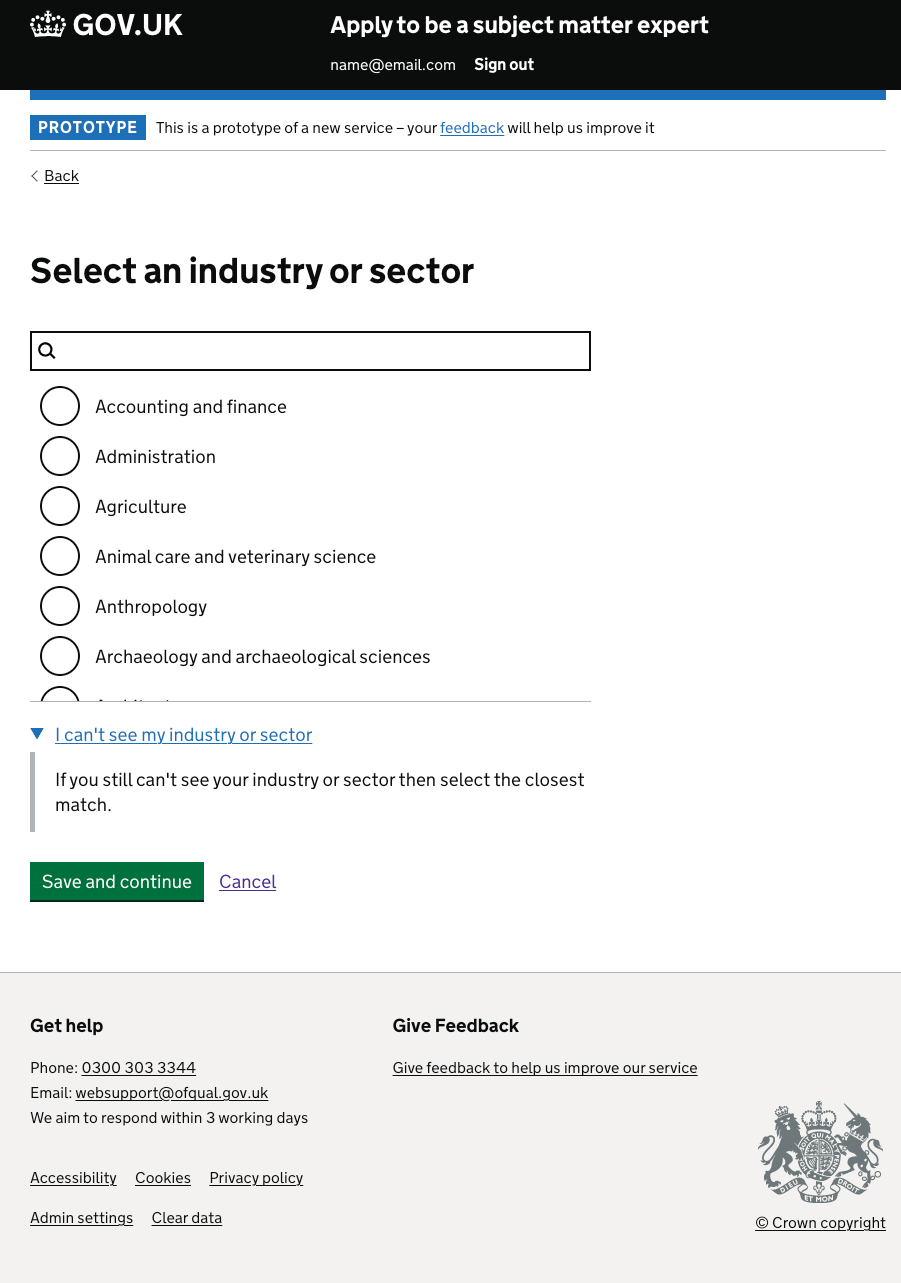 GOV.UK
Apply to be a subject matter expert
name@email.com Sign out
PROTOTYPE This is a prototype of a new service – your feedback will help us improve it
Back
Select an industry or sector
Accounting and finance
Administration
Agriculture
Animal care and veterinary science
Anthropology
Archaeology and archaeological sciences
I can't see my industry or sector
If you still can't see your industry or sector then select the closest
match.
Save and continue Cancel
Get help
Phone: 0300 303 3344
Email: websupport@ofqual.gov.uk
We aim to respond within 3 working days
Give Feedback
Give feedback to help us improve our service
Accessibility Cookies Privacy policy
Admin settings Clear data
DIEU ET MON DROIT
© Crown copyright